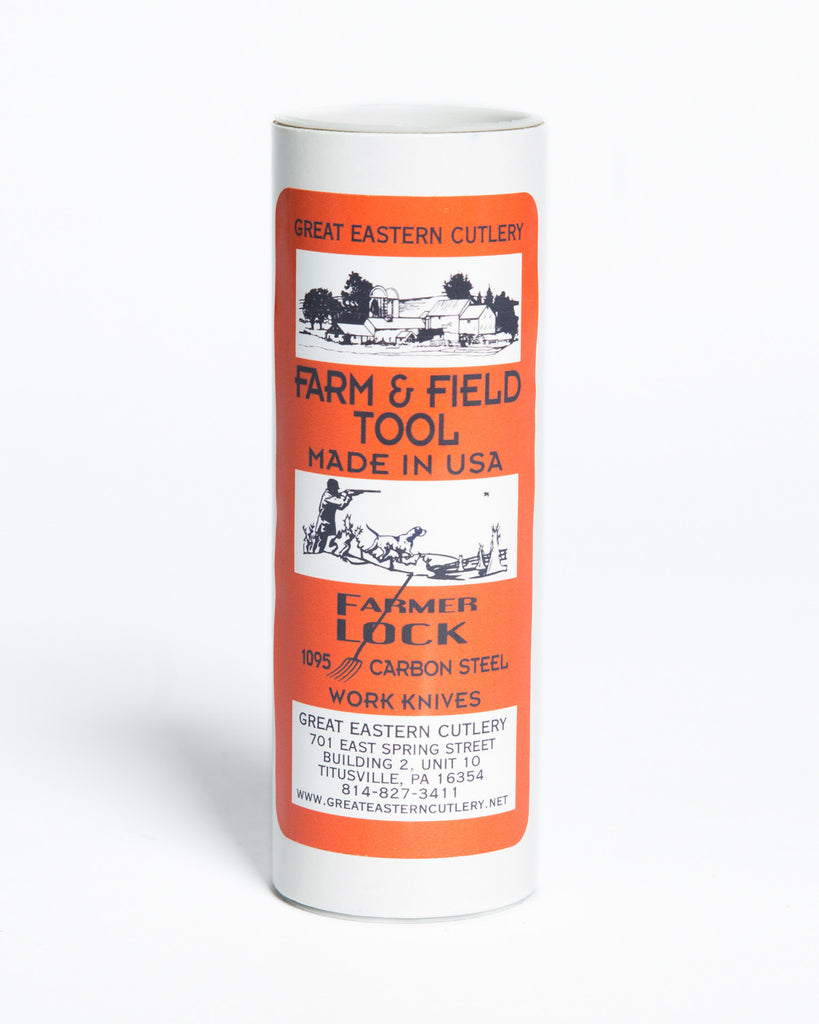 GREAT EASTERN CUTLERY
FARM & FIELD
TOOL
MADE IN USA
FARMER
LOCK
1095 CARBON STEEL
WORK KNIVES
GREAT EASTERN CUTLERY
701 EAST SPRING STREET
BUILDING 2, UNIT 10
TITUSVILLE, PA 16354
814-827-3411
WWW.GREATEASTERNCUTLERY.NET